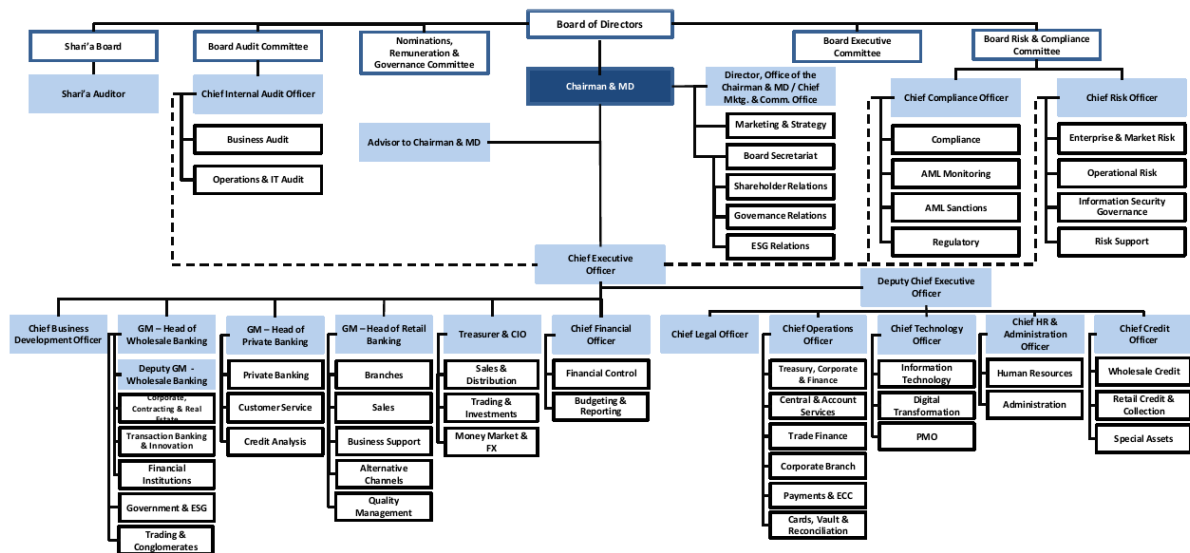 Board of Directors
Shari'a Board
Board Audit Committee
Nominations,
Remuneration &
Governance Committee
Board Executive
Committee
Board Risk & Compliance
Committee
Shari'a Auditor
Chief Internal Audit Officer
Business Audit
Operations & IT Audit
Chairman & MD
Advisor to Chairman & MD
Director, Office of the
Chairman & MD / Chief
Mktg. & Comm. Office
Marketing & Strategy
Board Secretariat
Shareholder Relations
Governance Relations
ESG Relations
Chief Compliance Officer
Compliance
AML Monitoring
AML Sanctions
Regulatory
Chief Risk Officer
Enterprise & Market Risk
Operational Risk
Information Security
Governance
Risk Support
Chief Executive
Officer
Deputy Chief Executive
Officer
Chief Business
Development Officer
GM – Head of
Wholesale Banking
Deputy GM -
Wholesale Banking
Corporate,
Contracting & Real
Estate
Transaction Banking
& Innovation
Financial
Institutions
Government & ESG
Trading &
Conglomerates
GM – Head of
Private Banking
Private Banking
Customer Service
Credit Analysis
GM – Head of Retail
Banking
Branches
Sales
Business Support
Alternative
Channels
Quality
Management
Treasurer & CIO
Sales &
Distribution
Trading &
Investments
Money Market &
FX
Chief Financial
Officer
Financial Control
Budgeting &
Reporting
Chief Legal Officer
Chief Operations
Officer
Treasury, Corporate
& Finance
Central & Account
Services
Trade Finance
Corporate Branch
Payments & ECC
Cards, Vault &
Reconciliation
Chief Technology
Officer
Information
Technology
Digital
Transformation
PMO
Chief HR &
Administration Officer
Human Resources
Administration
Chief Credit
Officer
Wholesale Credit
Retail Credit &
Collection
Special Assets